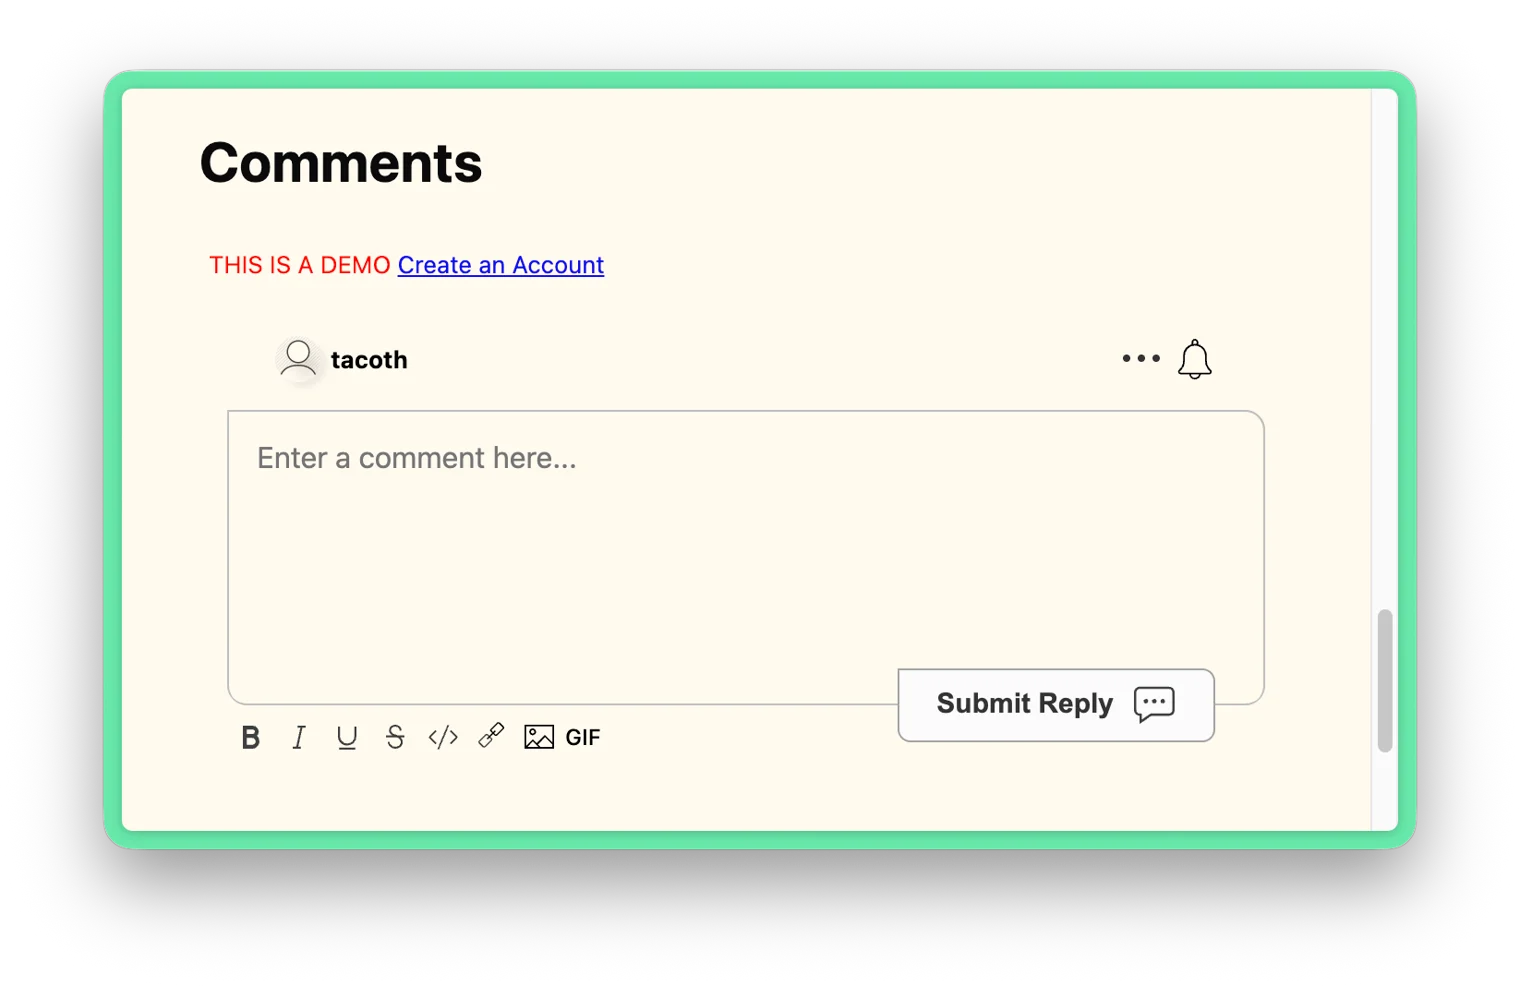 Comments
THIS IS A DEMO Create an Account
tacoth
Enter a comment here...
Submit Reply
B I U S </> GIF